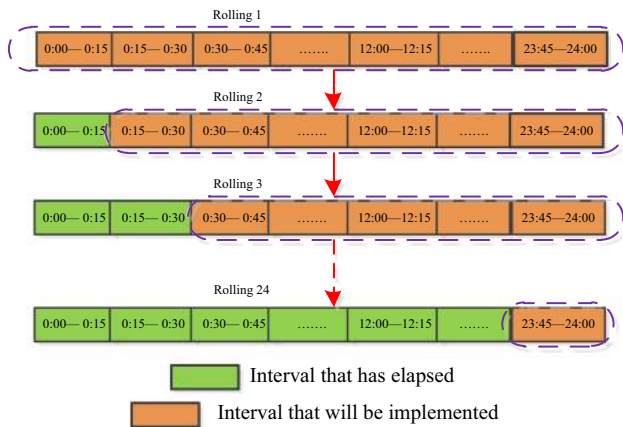 Rolling 1
0:00— 0:15 0:15— 0:30 0:30— 0:45 ....... 12:00—12:15 ....... 23:45—24:00
Rolling 2
0:00— 0:15 0:15— 0:30 0:30— 0:45 ....... 12:00—12:15 ....... 23:45—24:00
Rolling 3
0:00— 0:15 0:15— 0:30 0:30— 0:45 ....... 12:00—12:15 ....... 23:45—24:00
Rolling 24
0:00— 0:15 0:15— 0:30 0:30— 0:45 ....... 12:00—12:15 ....... 23:45—24:00
Interval that has elapsed
Interval that will be implemented